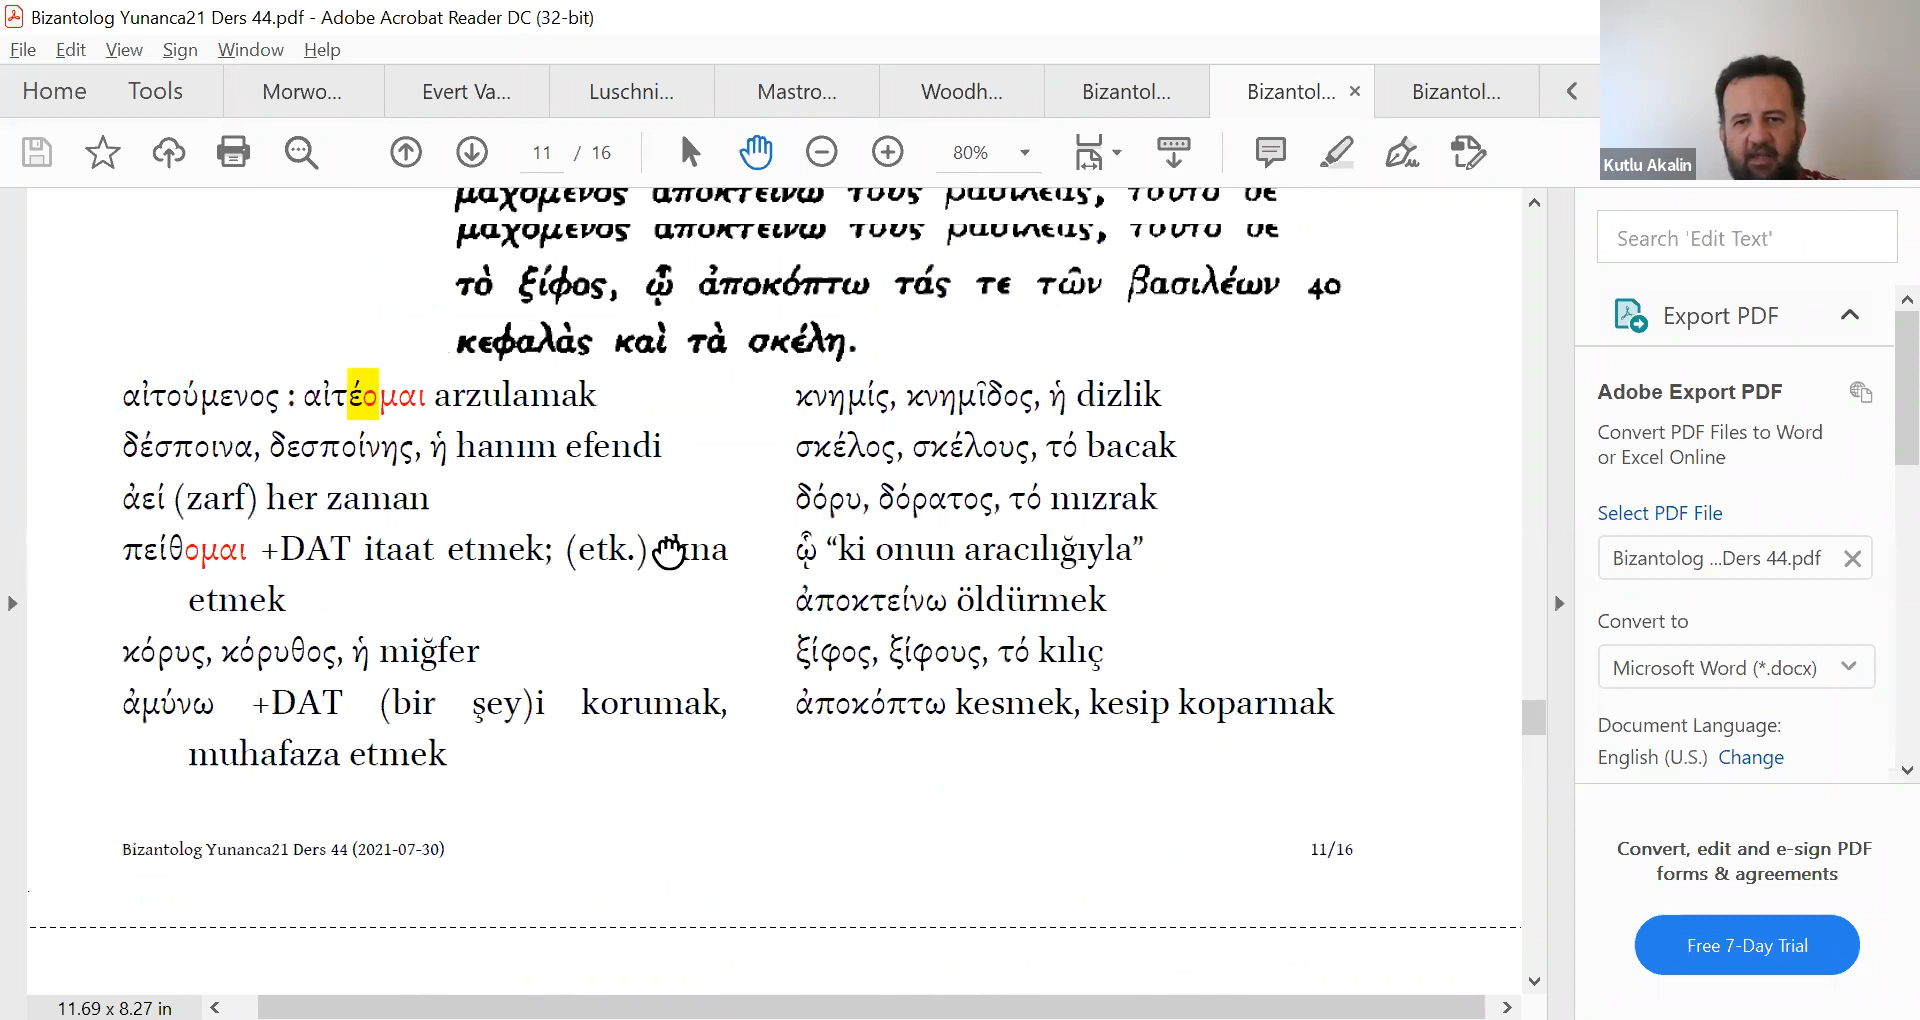 Bizantolog Yunanca21 Ders 44.pdf - Adobe Acrobat Reader DC (32-bit)
File Edit View Sign Window Help
Home Tools Morwo... Evert Va... Luschni... Mastro... Woodh... Bizantol... Bizantol... Bizantol...
11 / 16 80%
Kutlu Akalin
μαχόμενος ἀποκτείνω τοὺς βασιλέας, τοῦτο δὲ
μαχόμενος ἀποκτείνω τοὺς βασιλέας, τοῦτο δὲ
τὸ ξίφος, ᾧ ἀποκόπτω τάς τε τῶν βασιλέων 40
κεφαλὰς καὶ τὰ σκέλη.
αἰτούμενος : αἰτέομαι arzulamak
δέσποινα, δεσποίνης, ἡ hanım efendi
ἀεί (zarf) her zaman
πείθομαι +DAT itaat etmek; (etk.)
etmek
κόρυς, κόρυθος, ἡ miğfer
ἀμύνω +DAT (bir şey)i korumak,
muhafaza etmek
κνημίς, κνημῖδος, ἡ dizlik
σκέλος, σκέλους, τό bacak
δόρυ, δόρατος, τό mızrak
ᾧ “ki onun aracılığıyla”
ἀποκτείνω öldürmek
ξίφος, ξίφους, τό kılıç
ἀποκόπτω kesmek, kesip koparmak
Bizantolog Yunanca21 Ders 44 (2021-07-30) 11/16
11.69 x 8.27 in
Search 'Edit Text'
Export PDF
Adobe Export PDF
Convert PDF Files to Word
or Excel Online
Select PDF File
Bizantolog ...Ders 44.pdf
Convert to
Microsoft Word (*.docx)
Document Language:
English (U.S.) Change
Convert, edit and e-sign PDF
forms & agreements
Free 7-Day Trial